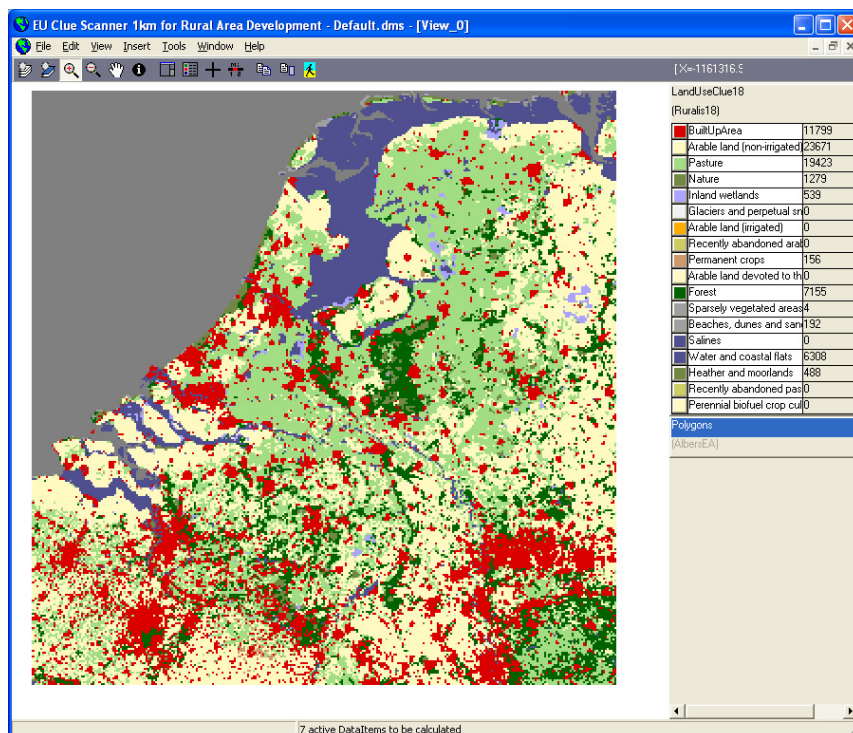 EU Clue Scanner 1km for Rural Area Development - Default.dms - [View_0]
File Edit View Insert Tools Window Help
[X=-1161316.9
LandUseClue18
(Ruralis18)
BuiltUpArea 11799
Arable land (non-irrigated) 23671
Pasture 19423
Nature 1279
Inland wetlands 539
Glaciers and perpetual sn 0
Arable land (irrigated) 0
Recently abandoned aral 0
Permanent crops 156
Arable land devoted to th 0
Forest 7155
Sparsely vegetated areas 4
Beaches, dunes and san 192
Salines 0
Water and coastal flats 6308
Heather and moorlands 488
Recently abandoned pas 0
Perennial biofuel crop cul 0
Polygons
(AlbersEA)
7 active DataItems to be calculated